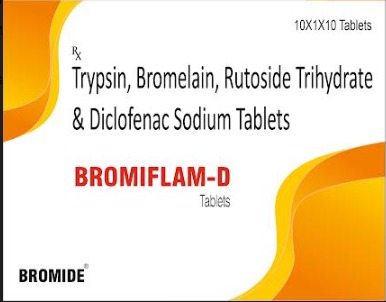 10X1X10 Tablets
Rx
Trypsin, Bromelain, Rutoside Trihydrate
& Diclofenac Sodium Tablets
BROMIFLAM-D
Tablets
BROMIDE®